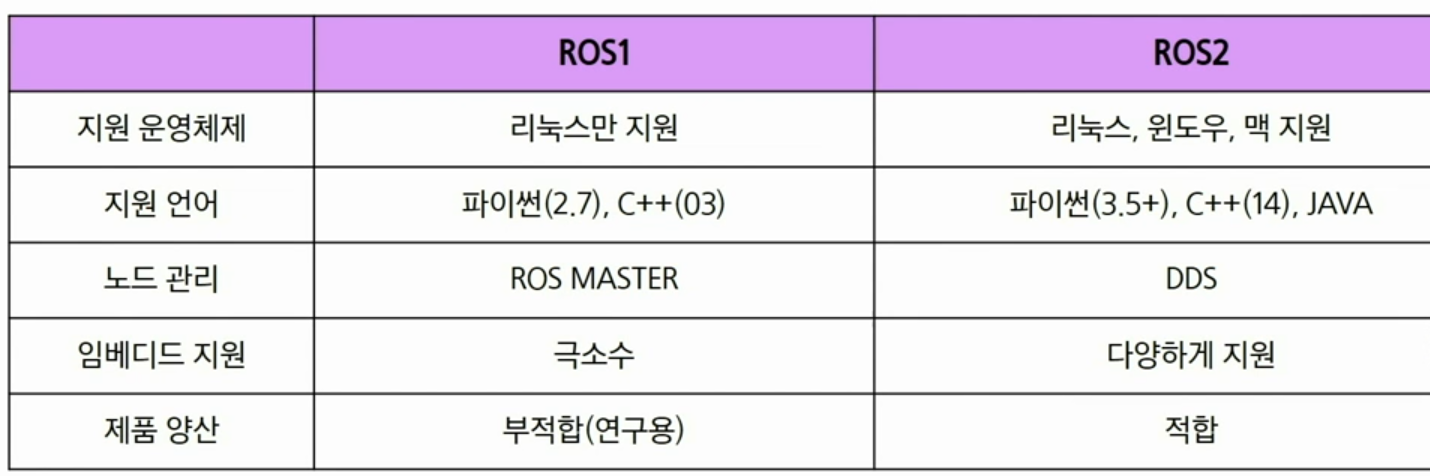 ROS1 ROS2
지원 운영체제 리눅스만 지원 리눅스, 윈도우, 맥 지원
지원 언어 파이썬(2.7), C++(03) 파이썬(3.5+), C++(14), JAVA
노드 관리 ROS MASTER DDS
임베디드 지원 극소수 다양하게 지원
제품 양산 부적합(연구용) 적합